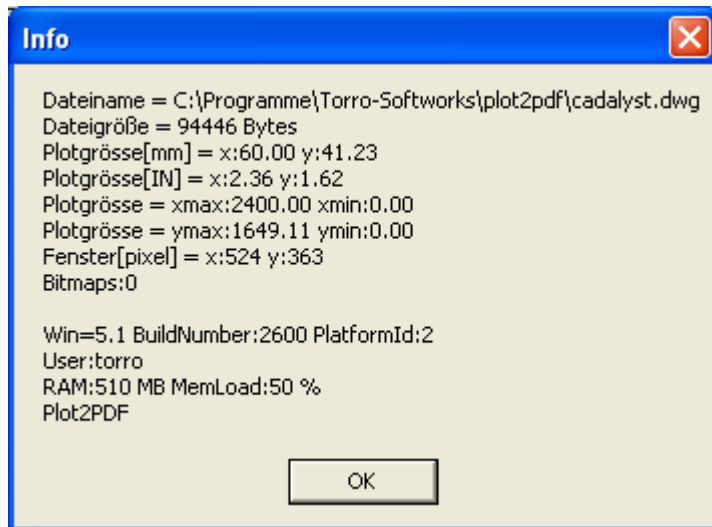 Info
Dateiname = C:\Programme\Torro-Softworks\plot2pdf\cadalyst.dwg
Dateigröße = 94446 Bytes
Plotgrösse[mm] = x:60.00 y:41.23
Plotgrösse[IN] = x:2.36 y:1.62
Plotgrösse = xmax:2400.00 xmin:0.00
Plotgrösse = ymax:1649.11 ymin:0.00
Fenster[pixel] = x:524 y:363
Bitmaps:0
Win=5.1 BuildNumber:2600 PlatformId:2
User:torro
RAM:510 MB MemLoad:50 %
Plot2PDF
OK